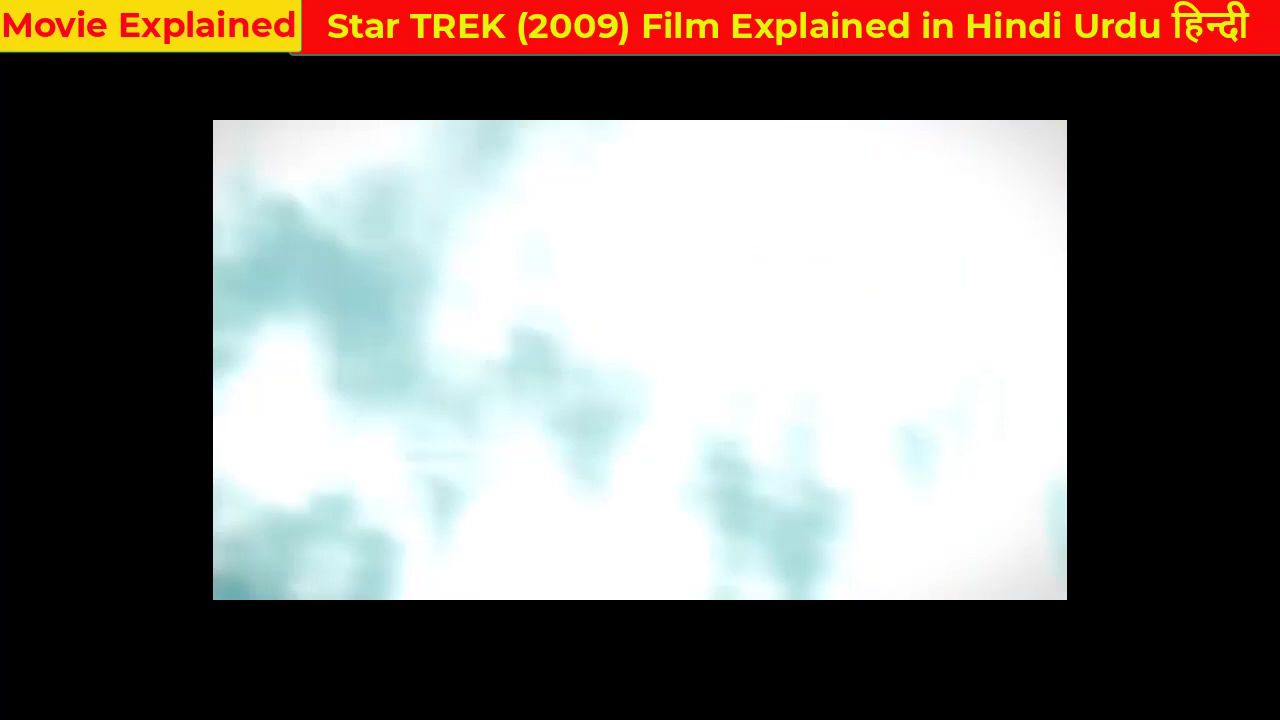 Movie Explained
Star TREK (2009) Film Explained in Hindi Urdu हिन्दी